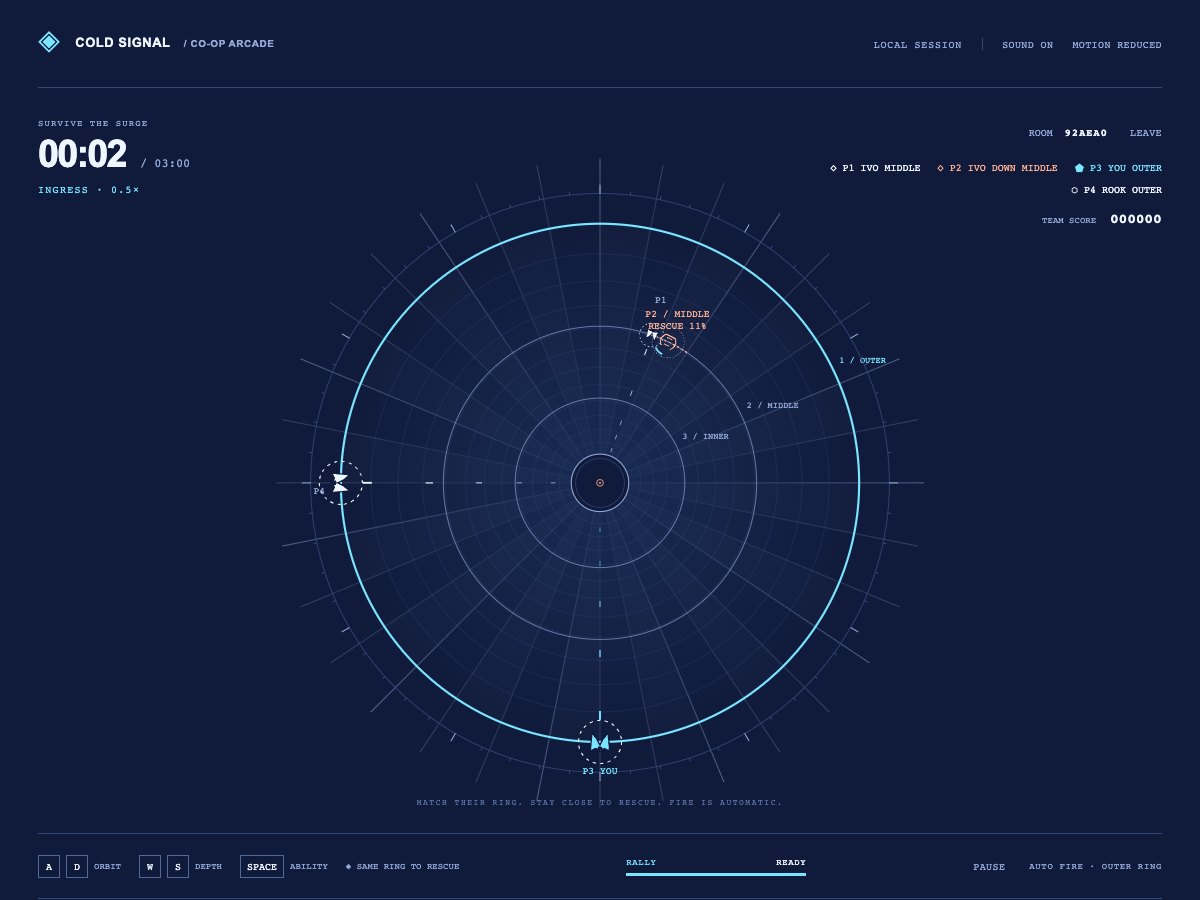 COLD SIGNAL / CO-OP ARCADE
LOCAL SESSION SOUND ON MOTION REDUCED
SURVIVE THE SURGE
00:02 / 03:00
INGRESS · 0.5×
ROOM 92AEA0 LEAVE
P1 IVO MIDDLE P2 IVO DOWN MIDDLE P3 YOU OUTER
P4 ROOK OUTER
TEAM SCORE 000000
P1
P2 / MIDDLE
RESCUE 11%
1 / OUTER
2 / MIDDLE
3 / INNER
P4
P3 YOU
MATCH THEIR RING. STAY CLOSE TO RESCUE. FIRE IS AUTOMATIC.
A D ORBIT W S DEPTH SPACE ABILITY ◆ SAME RING TO RESCUE
RALLY READY
PAUSE AUTO FIRE · OUTER RING